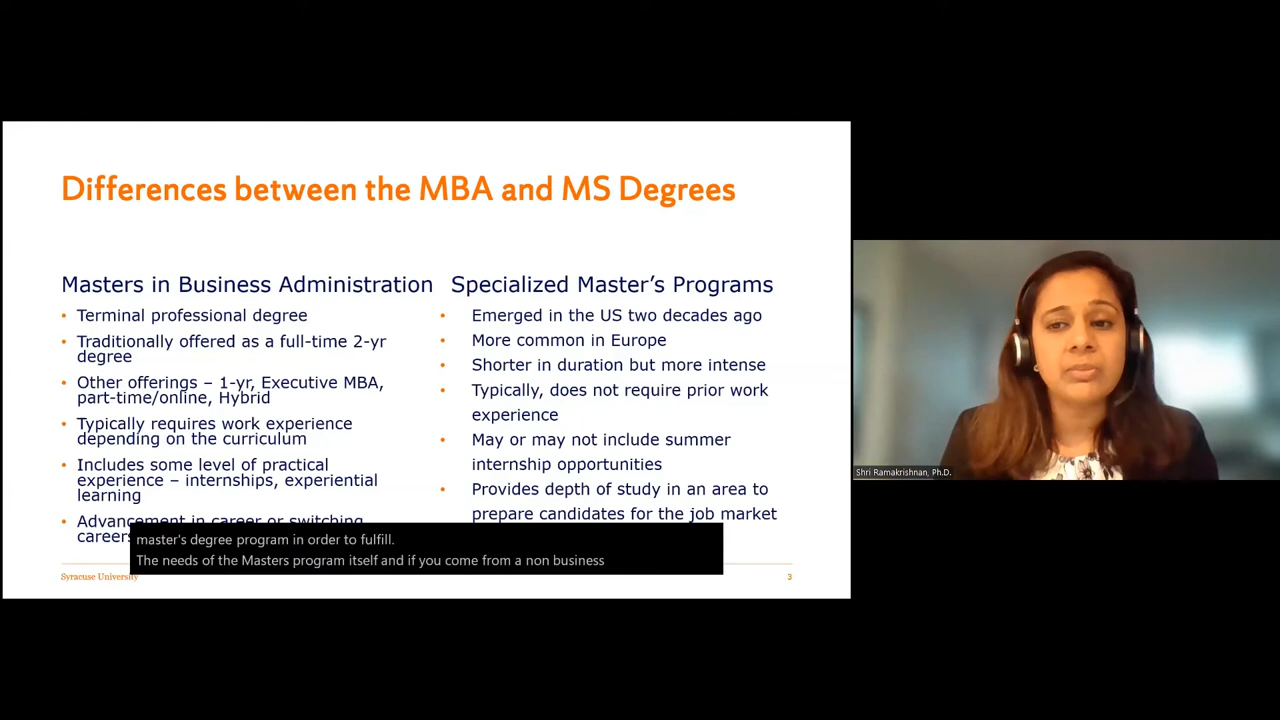 Differences between the MBA and MS Degrees
Masters in Business Administration
• Terminal professional degree
• Traditionally offered as a full-time 2-yr
degree
• Other offerings – 1-yr, Executive MBA,
part-time/online, Hybrid
• Typically requires work experience
depending on the curriculum
• Includes some level of practical
experience – internships, experiential
learning
• Advancement in career or switching
careers
Specialized Master's Programs
• Emerged in the US two decades ago
• More common in Europe
• Shorter in duration but more intense
• Typically, does not require prior work
experience
• May or may not include summer
internship opportunities
• Provides depth of study in an area to
prepare candidates for the job market
master's degree program in order to fulfill.
The needs of the Masters program itself and if you come from a non business
Syracuse University
3
Shri Ramakrishnan, Ph.D.